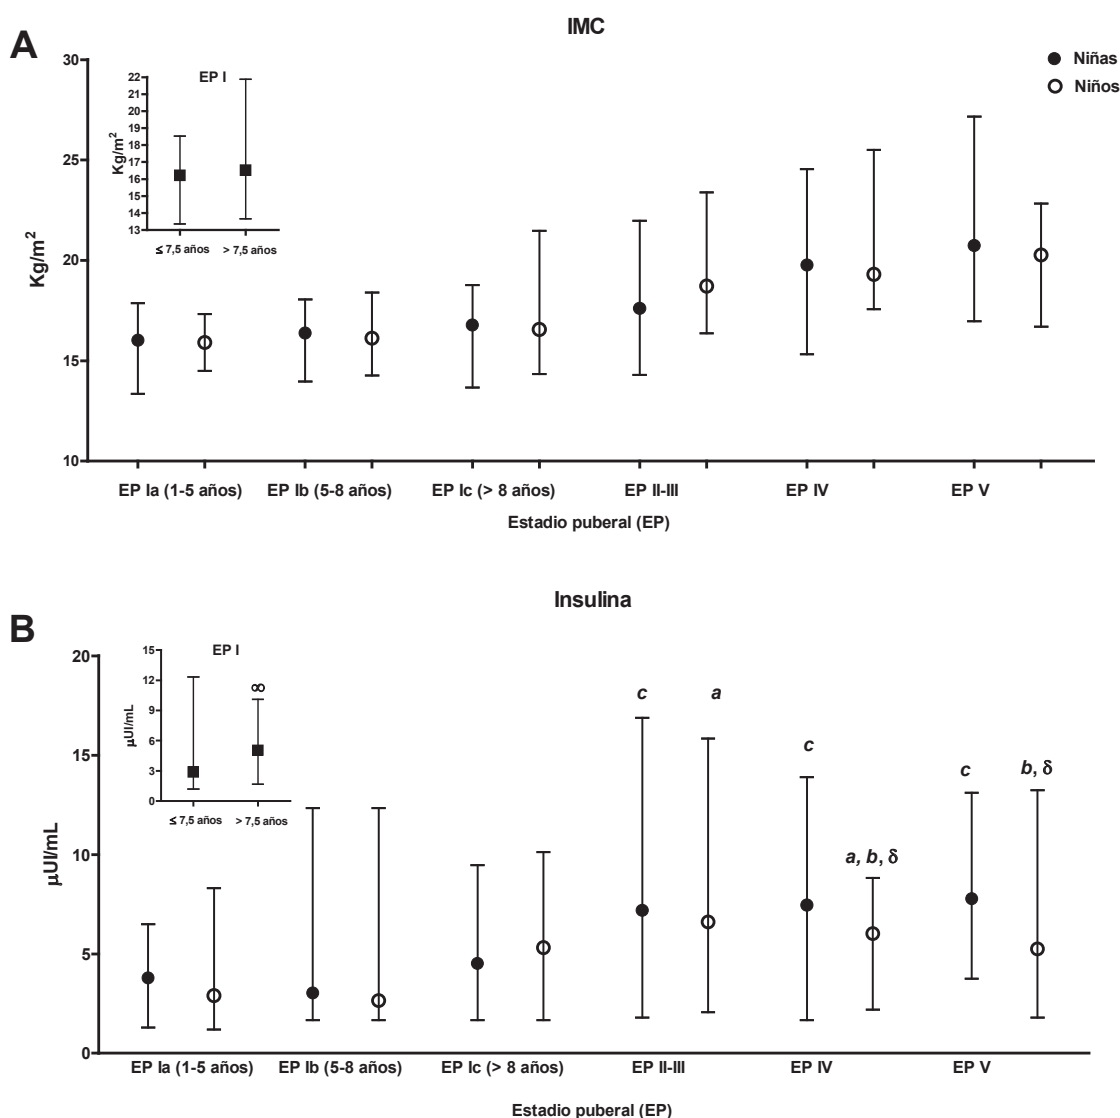 IMC
A
30
25
20
15
10
Kg/m²
Niñas
Niños
EP I
22
21
20
19
18
17
16
15
14
13
Kg/m²
≤ 7,5 años
> 7,5 años
EP Ia (1-5 años)
EP Ib (5-8 años)
EP Ic (> 8 años)
EP II-III
EP IV
EP V
Estadio puberal (EP)
Insulina
B
20
15
10
5
0
µUI/mL
EP I
15
12
9
6
3
0
µUI/mL
∞
≤ 7,5 años
> 7,5 años
c
a
c
a, b, δ
c
b, δ
EP Ia (1-5 años)
EP Ib (5-8 años)
EP Ic (> 8 años)
EP II-III
EP IV
EP V
Estadio puberal (EP)